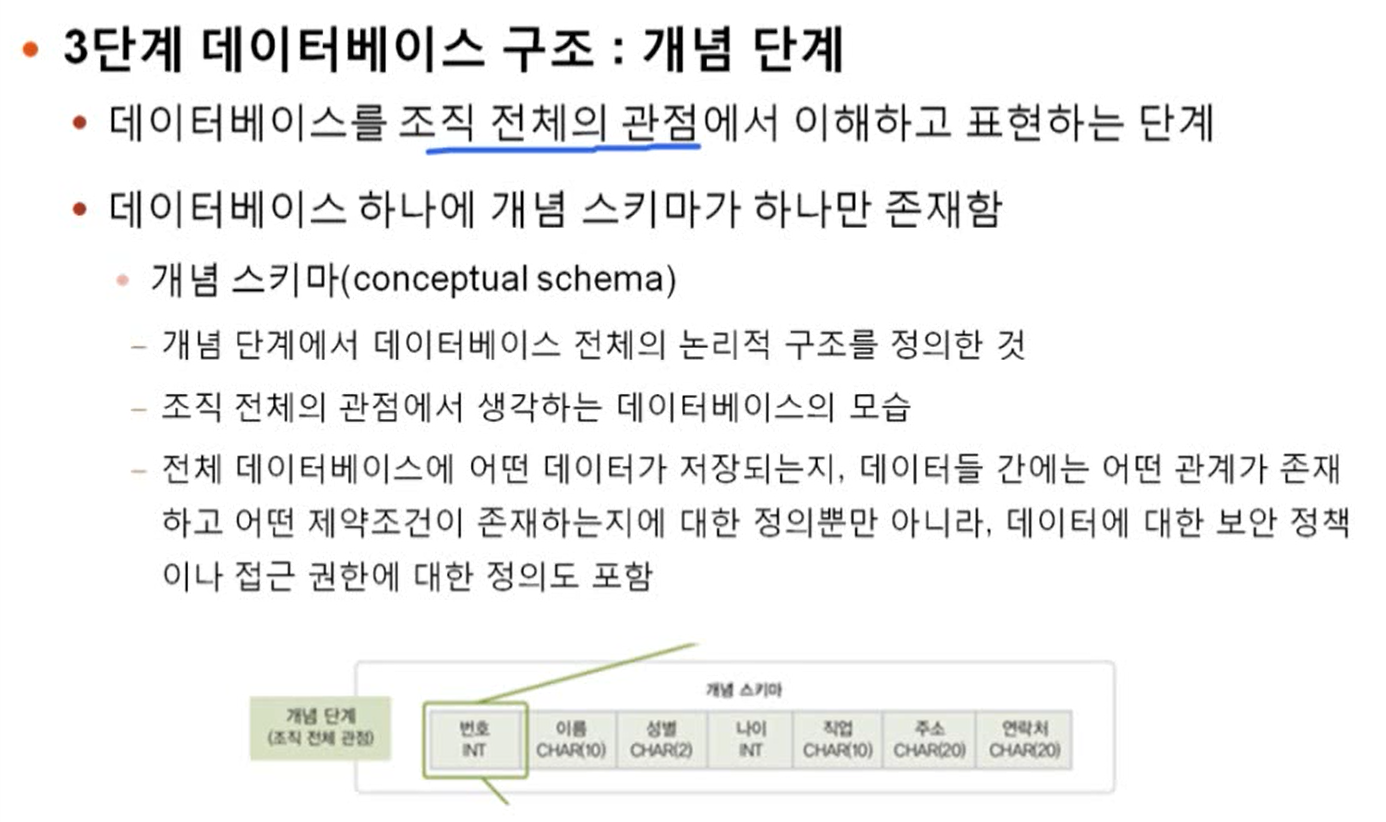 • 3단계 데이터베이스 구조 : 개념 단계
• 데이터베이스를 조직 전체의 관점에서 이해하고 표현하는 단계
• 데이터베이스 하나에 개념 스키마가 하나만 존재함
• 개념 스키마(conceptual schema)
– 개념 단계에서 데이터베이스 전체의 논리적 구조를 정의한 것
– 조직 전체의 관점에서 생각하는 데이터베이스의 모습
– 전체 데이터베이스에 어떤 데이터가 저장되는지, 데이터들 간에는 어떤 관계가 존재
하고 어떤 제약조건이 존재하는지에 대한 정의뿐만 아니라, 데이터에 대한 보안 정책
이나 접근 권한에 대한 정의도 포함
개념 스키마
개념 단계
(조직 전체 관점)
번호 이름 성별 나이 직업 주소 연락처
INT CHAR(10) CHAR(2) INT CHAR(10) CHAR(20) CHAR(20)